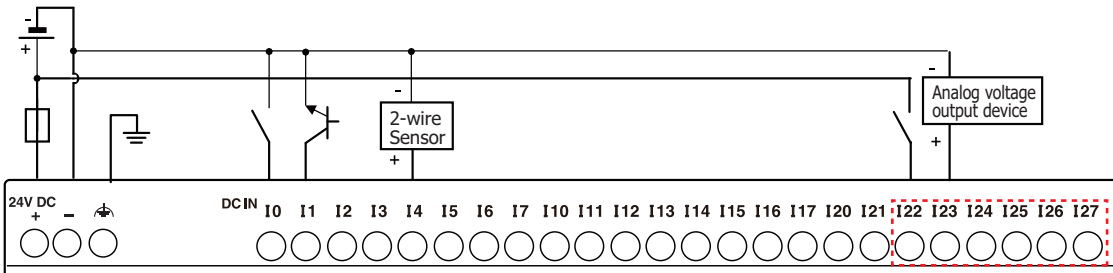 -
+
-
-
2-wire
Sensor
+
Analog voltage
output device
+
24V DC
+ −
DC IN I0 I1 I2 I3 I4 I5 I6 I7 I10 I11 I12 I13 I14 I15 I16 I17 I20 I21 I22 I23 I24 I25 I26 I27